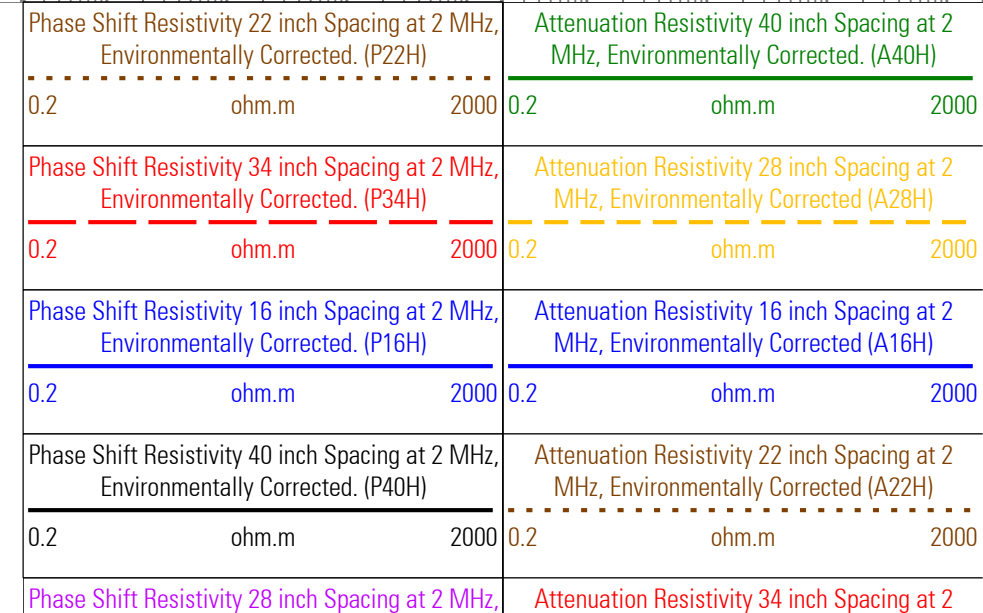 Phase Shift Resistivity 22 inch Spacing at 2 MHz,
Environmentally Corrected. (P22H)
0.2 ohm.m 2000
Attenuation Resistivity 40 inch Spacing at 2
MHz, Environmentally Corrected. (A40H)
0.2 ohm.m 2000
Phase Shift Resistivity 34 inch Spacing at 2 MHz,
Environmentally Corrected. (P34H)
0.2 ohm.m 2000
Attenuation Resistivity 28 inch Spacing at 2
MHz, Environmentally Corrected (A28H)
0.2 ohm.m 2000
Phase Shift Resistivity 16 inch Spacing at 2 MHz,
Environmentally Corrected. (P16H)
0.2 ohm.m 2000
Attenuation Resistivity 16 inch Spacing at 2
MHz, Environmentally Corrected (A16H)
0.2 ohm.m 2000
Phase Shift Resistivity 40 inch Spacing at 2 MHz,
Environmentally Corrected. (P40H)
0.2 ohm.m 2000
Attenuation Resistivity 22 inch Spacing at 2
MHz, Environmentally Corrected (A22H)
0.2 ohm.m 2000
Phase Shift Resistivity 28 inch Spacing at 2 MHz,
Attenuation Resistivity 34 inch Spacing at 2